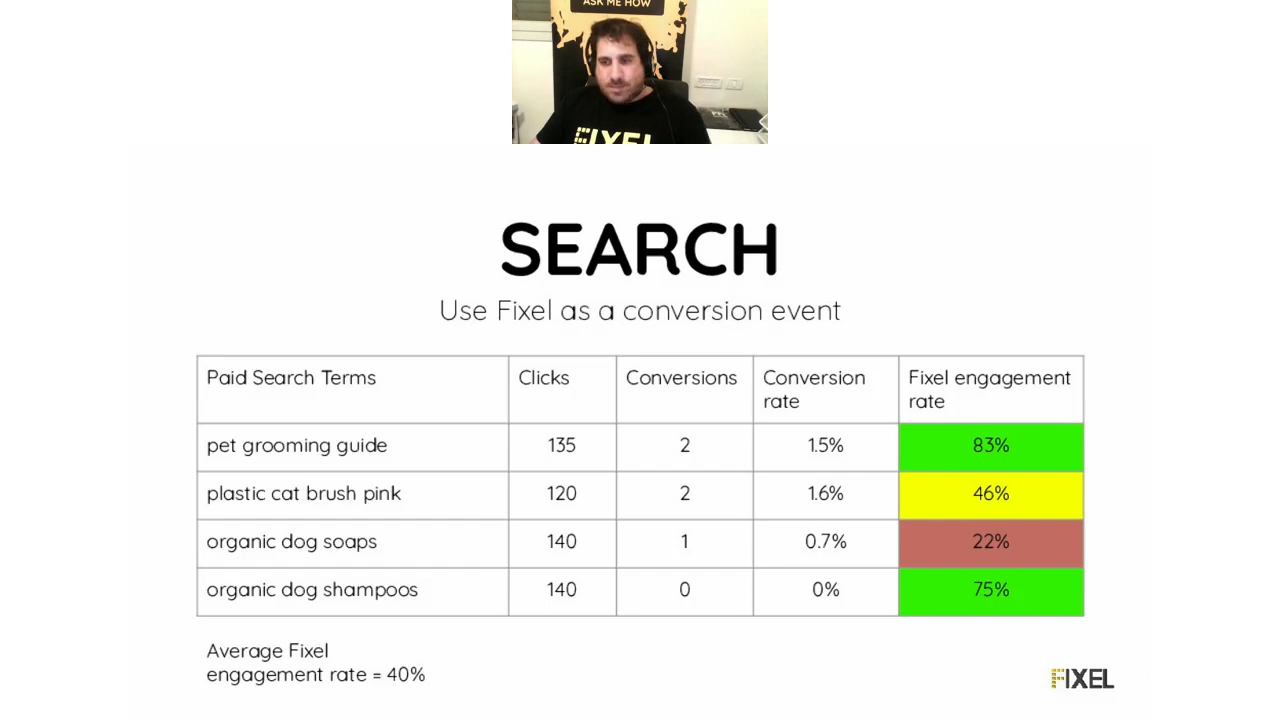 ASK ME HOW
FIXEL
SEARCH
Use Fixel as a conversion event
Paid Search Terms Clicks Conversions Conversion rate Fixel engagement rate
pet grooming guide 135 2 1.5% 83%
plastic cat brush pink 120 2 1.6% 46%
organic dog soaps 140 1 0.7% 22%
organic dog shampoos 140 0 0% 75%
Average Fixel
engagement rate = 40%
FIXEL